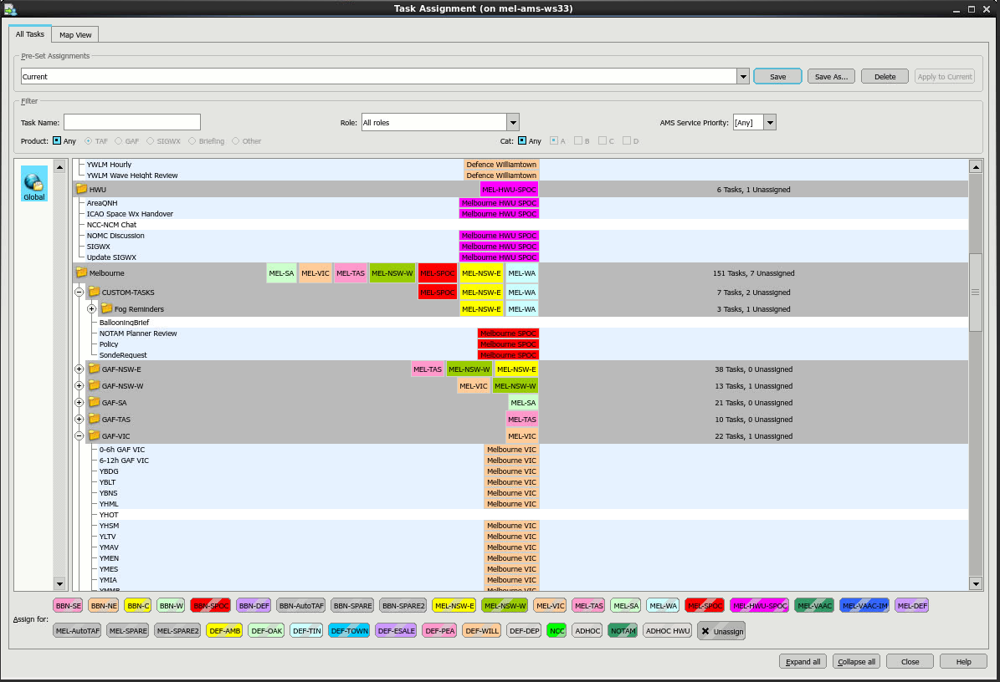 Task Assignment (on mel-ams-ws33)
All Tasks Map View
Pre-Set Assignments
Current Save Save As... Delete Apply to Current
Filter
Task Name: Role: All roles AMS Service Priority: [Any]
Product: Any TAF GAF SIGWX Briefing Other Cat: Any A B C D
Global
YWLM Hourly Defence Williamtown
YWLM Wave Height Review Defence Williamtown
HWU MEL-HWU-SPOC 6 Tasks, 1 Unassigned
AreaQNH Melbourne HWU SPOC
ICAO Space Wx Handover Melbourne HWU SPOC
NCC-NCM Chat
NOMC Discussion Melbourne HWU SPOC
SIGWX Melbourne HWU SPOC
Update SIGWX Melbourne HWU SPOC
Melbourne MEL-SA MEL-VIC MEL-TAS MEL-NSW-W MEL-SPOC MEL-NSW-E MEL-WA 151 Tasks, 7 Unassigned
CUSTOM-TASKS MEL-SPOC MEL-NSW-E MEL-WA 7 Tasks, 2 Unassigned
Fog Reminders MEL-NSW-E MEL-WA 3 Tasks, 1 Unassigned
BallooningBrief
NOTAM Planner Review Melbourne SPOC
Policy Melbourne SPOC
SondeRequest Melbourne SPOC
GAF-NSW-E MEL-TAS MEL-NSW-W MEL-NSW-E 38 Tasks, 0 Unassigned
GAF-NSW-W MEL-VIC MEL-NSW-W 13 Tasks, 1 Unassigned
GAF-SA MEL-SA 21 Tasks, 0 Unassigned
GAF-TAS MEL-TAS 10 Tasks, 0 Unassigned
GAF-VIC MEL-VIC 22 Tasks, 1 Unassigned
0-6h GAF VIC Melbourne VIC
6-12h GAF VIC Melbourne VIC
YBDG Melbourne VIC
YBLT Melbourne VIC
YBNS Melbourne VIC
YHML Melbourne VIC
YHOT
YHSM Melbourne VIC
YLTV Melbourne VIC
YMAV Melbourne VIC
YMEN Melbourne VIC
YMES Melbourne VIC
YMIA Melbourne VIC
YMMB Melbourne VIC
Assign for:
BBN-SE BBN-NE BBN-C BBN-W BBN-SPOC BBN-DEF BBN-AutoTAF BBN-SPARE BBN-SPARE2 MEL-NSW-E MEL-NSW-W MEL-VIC MEL-TAS MEL-SA MEL-WA MEL-SPOC MEL-HWU-SPOC MEL-VAAC MEL-VAAC-IM MEL-DEF
MEL-AutoTAF MEL-SPARE MEL-SPARE2 DEF-AMB DEF-OAK DEF-TIN DEF-TOWN DEF-ESALE DEF-PEA DEF-WILL DEF-DEP NCC ADHOC NOTAM ADHOC HWU Unassign
Expand all Collapse all Close Help